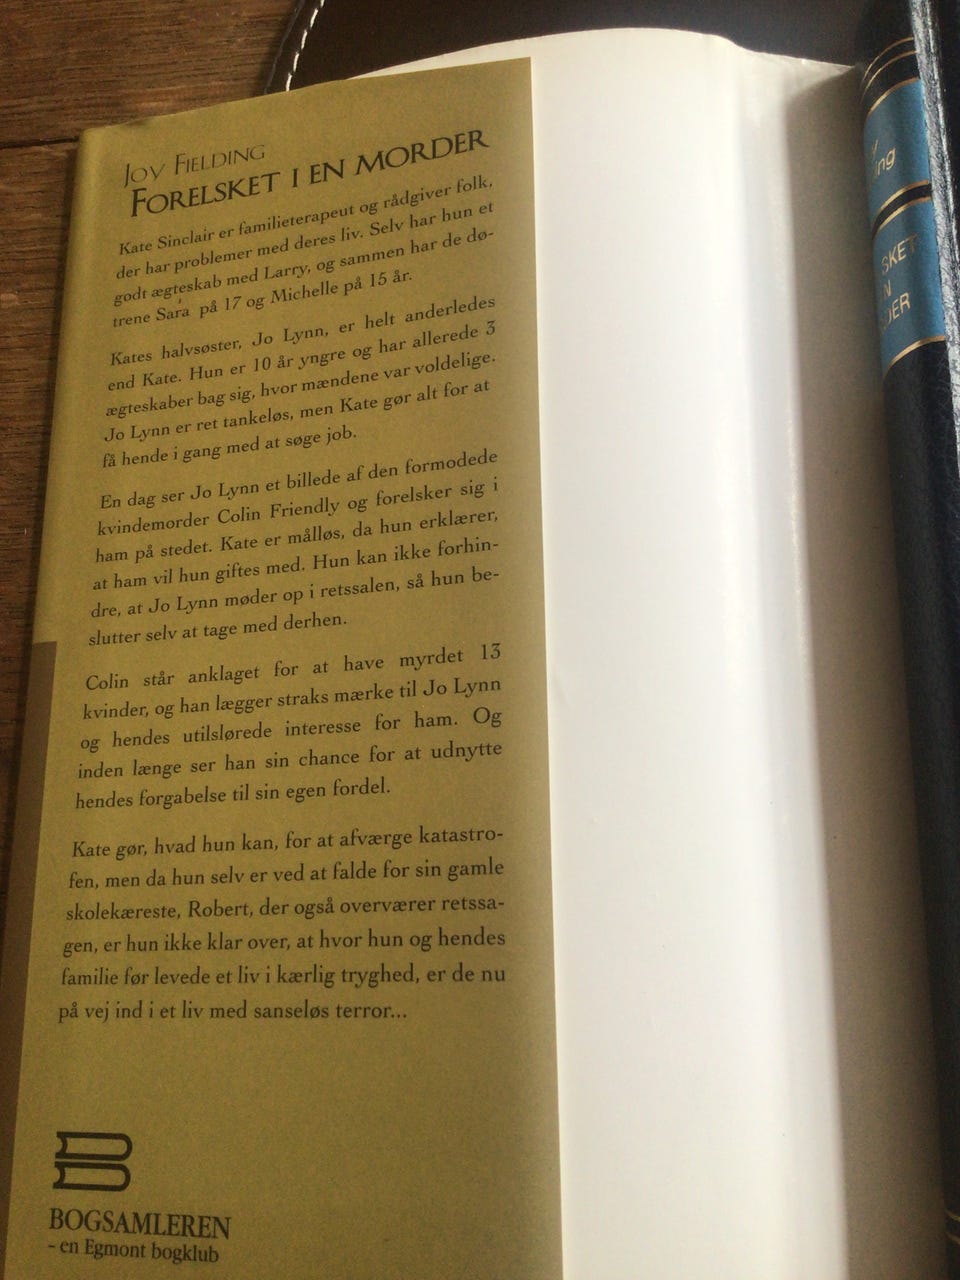 JOY FIELDING
FORELSKET I EN MORDER
Kate Sinclair er familieterapeut og rådgiver folk,
der har problemer med deres liv. Selv har hun et
godt ægteskab med Larry, og sammen har de dø-
trene Sara på 17 og Michelle på 15 år.
Kates halvsøster, Jo Lynn, er helt anderledes
end Kate. Hun er 10 år yngre og har allerede 3
ægteskaber bag sig, hvor mændene var voldelige.
Jo Lynn er ret tankeløs, men Kate gør alt for at
få hende i gang med at søge job.
En dag ser Jo Lynn et billede af den formodede
kvindemorder Colin Friendly og forelsker sig i
ham på stedet. Kate er målløs, da hun erklærer,
at ham vil hun giftes med. Hun kan ikke forhin-
dre, at Jo Lynn møder op i retssalen, så hun be-
slutter selv at tage med derhen.
Colin står anklaget for at have myrdet 13
kvinder, og han lægger straks mærke til Jo Lynn
og hendes utilslørede interesse for ham. Og
inden længe ser han sin chance for at udnytte
hendes forgabelse til sin egen fordel.
Kate gør, hvad hun kan, for at afværge katastro-
fen, men da hun selv er ved at falde for sin gamle
skolekæreste, Robert, der også overværer retssa-
gen, er hun ikke klar over, at hvor hun og hendes
familie før levede et liv i kærlig tryghed, er de nu
på vej ind i et liv med sanseløs terror...
BOGSAMLEREN
- en Egmont bogklub